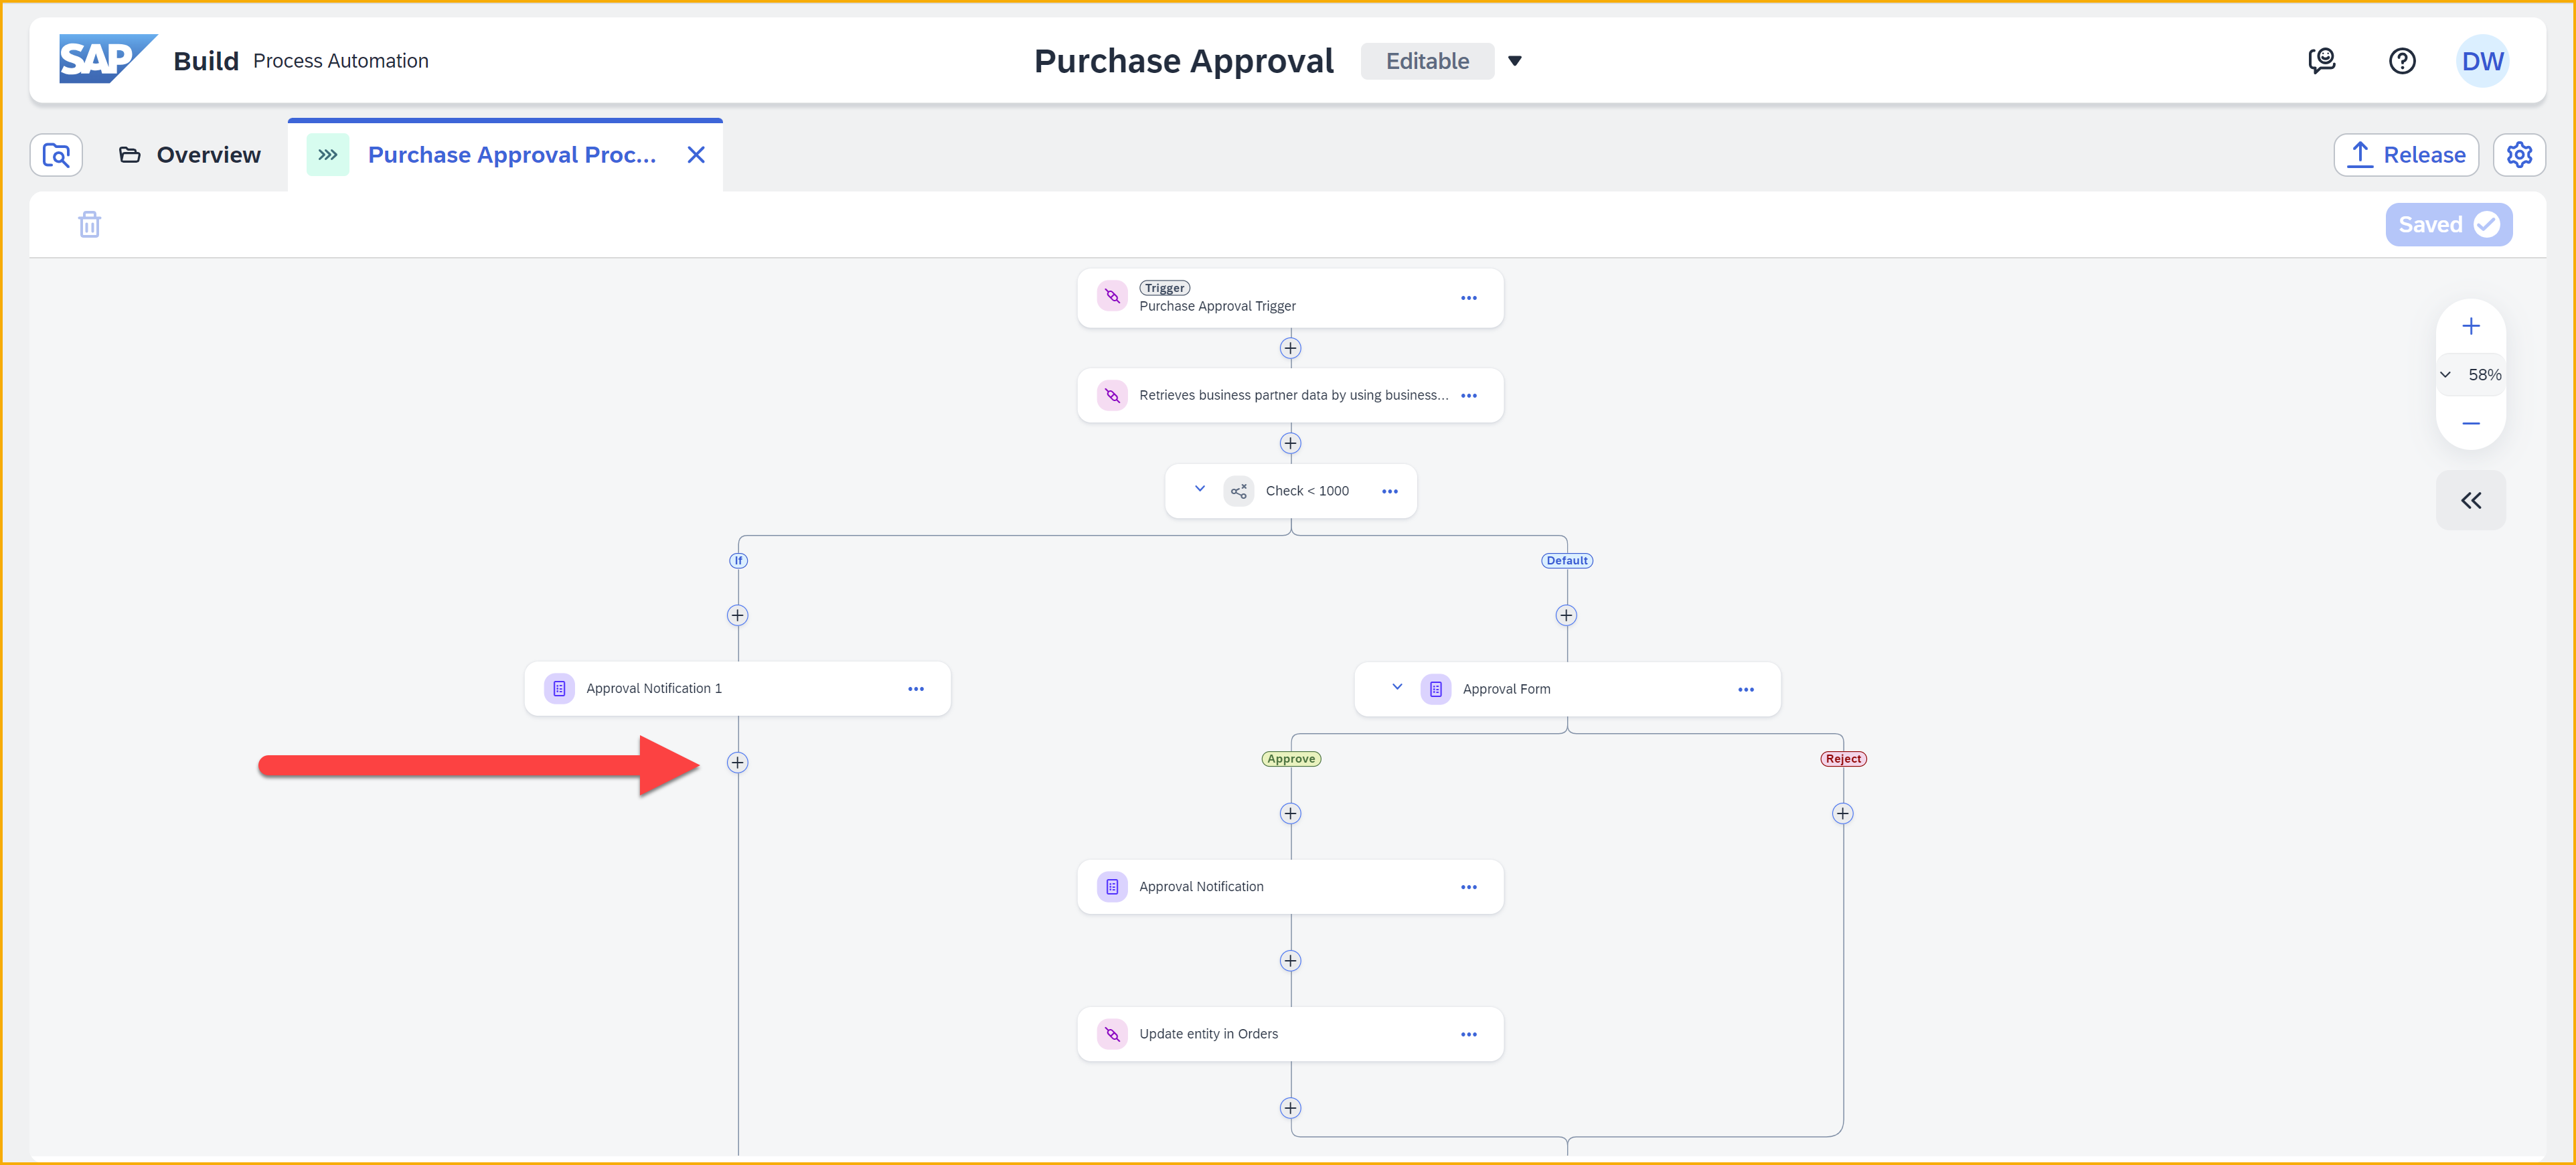 SAP Build Process Automation
Purchase Approval Editable
DW
Overview
Purchase Approval Proc...
Release
Saved
Trigger
Purchase Approval Trigger
Retrieves business partner data by using business...
58%
Check < 1000
If
Default
Approval Notification 1
Approval Form
Approve
Reject
Approval Notification
Update entity in Orders